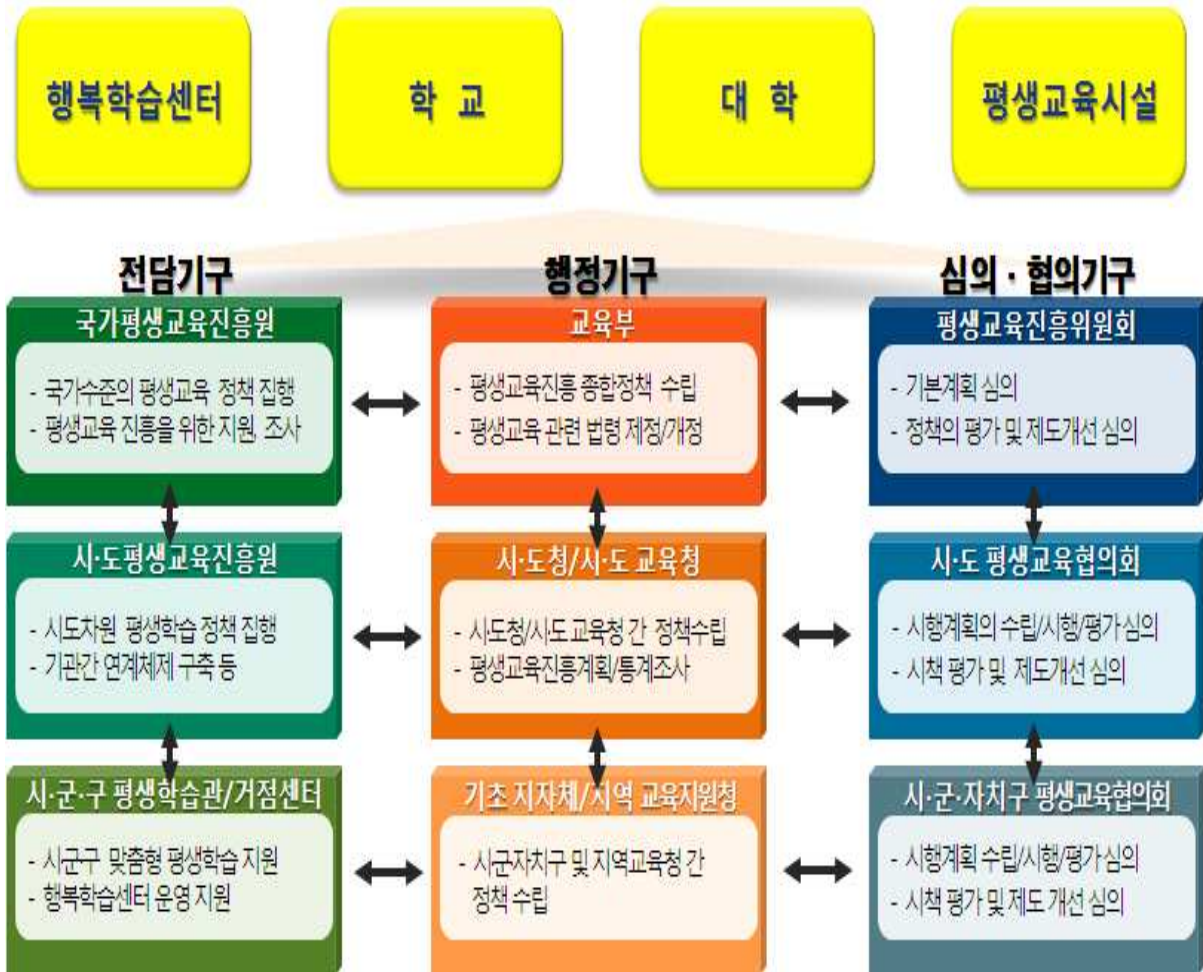 행복학습센터
학 교
대 학
평생교육시설
전담기구
행정기구
심의 · 협의기구
국가평생교육진흥원
- 국가수준의 평생교육 정책 집행
- 평생교육 진흥을 위한 지원, 조사
교육부
- 평생교육진흥 종합정책 수립
- 평생교육 관련 법령 제정/개정
평생교육진흥위원회
- 기본계획 심의
- 정책의 평가 및 제도개선 심의
시·도평생교육진흥원
- 시도차원 평생학습 정책 집행
- 기관간 연계체제 구축 등
시·도청/시·도 교육청
- 시·도청/시·도 교육청 간 정책수립
- 평생교육진흥계획/통계조사
시·도 평생교육협의회
- 시행계획의 수립/시행/평가 심의
- 시책 평가 및 제도개선 심의
시·군·구 평생학습관/거점센터
- 시군구 맞춤형 평생학습 지원
- 행복학습센터 운영 지원
기초 지자체/지역 교육지원청
- 시군자치구 및 지역교육청 간
정책 수립
시·군·자치구 평생교육협의회
- 시행계획 수립/시행/평가 심의
- 시책 평가 및 제도 개선 심의